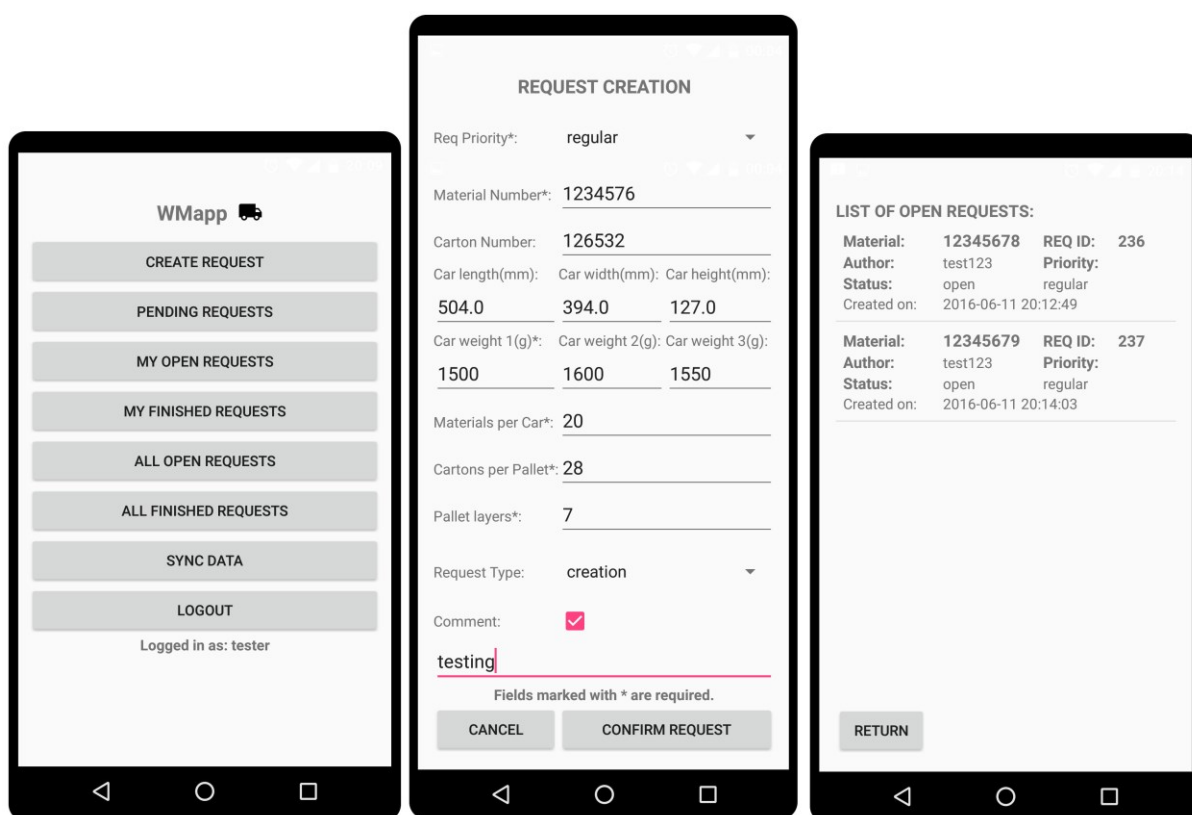 WMapp
CREATE REQUEST
PENDING REQUESTS
MY OPEN REQUESTS
MY FINISHED REQUESTS
ALL OPEN REQUESTS
ALL FINISHED REQUESTS
SYNC DATA
LOGOUT
Logged in as: tester
REQUEST CREATION
Req Priority*: regular
Material Number*: 1234576
Carton Number: 126532
Car length(mm): Car width(mm): Car height(mm):
504.0 394.0 127.0
Car weight 1(g)*: Car weight 2(g): Car weight 3(g):
1500 1600 1550
Materials per Car*: 20
Cartons per Pallet*: 28
Pallet layers*: 7
Request Type: creation
Comment:
testing
Fields marked with * are required.
CANCEL CONFIRM REQUEST
LIST OF OPEN REQUESTS:
Material: 12345678 REQ ID: 236
Author: test123 Priority:
Status: open regular
Created on: 2016-06-11 20:12:49
Material: 12345679 REQ ID: 237
Author: test123 Priority:
Status: open regular
Created on: 2016-06-11 20:14:03
RETURN